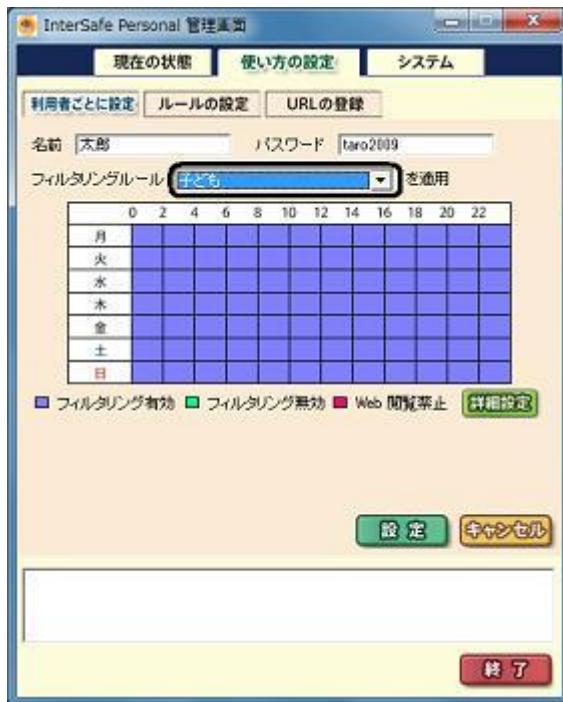 InterSafe Personal 管理画面
現在の状態 使い方の設定 システム
利用者ごとに設定 ルールの設定 URLの登録
名前 太郎 パスワード taro2009
フィルタリングルール 子ども を適用
0 2 4 6 8 10 12 14 16 18 20 22
月
火
水
木
金
土
日
フィルタリング有効 フィルタリング無効 Web 閲覧禁止 詳細設定
設定 キャンセル
終了